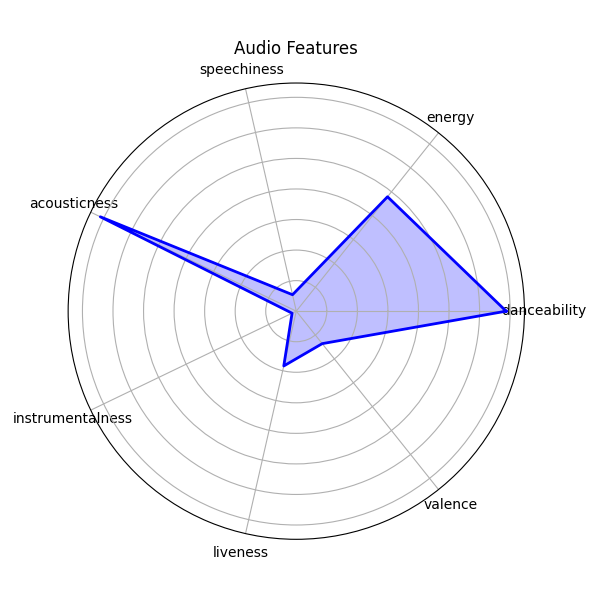 Audio Features
speechiness
energy
acousticness
danceability
instrumentalness
valence
liveness